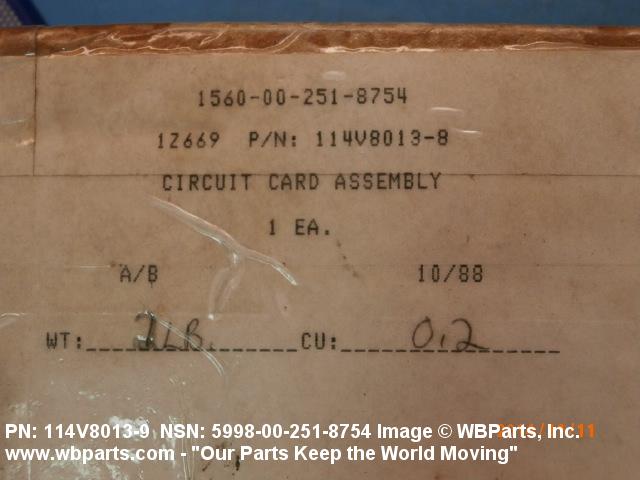 1560-00-251-8754
1Z669 P/N: 114V8013-8
CIRCUIT CARD ASSEMBLY
1 EA.
A/B 10/88
WT:_______________CU:_______________
2LB. 0.2
PN: 114V8013-9 NSN: 5998-00-251-8754 Image © WBParts, Inc.
www.wbparts.com - "Our Parts Keep the World Moving"